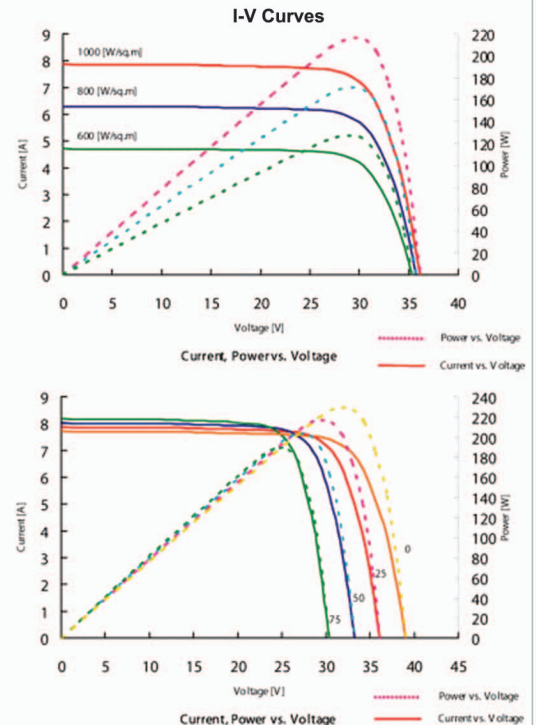 I-V Curves
9 220
8 200
7 180
6 160
5 140
4 120
3 100
2 80
1 60
0 40
20
0
1000 [W/sq.m]
800 [W/sq.m]
600 [W/sq.m]
Current [A]
Power [W]
0 5 10 15 20 25 30 35 40
Voltage [V]
Power vs. Voltage
Current, Power vs. Voltage
Current vs. Voltage
9 240
8 220
7 200
6 180
5 160
4 140
3 120
2 100
1 80
0 60
40
20
0
Current [A]
Power [W]
0
25
50
75
0 5 10 15 20 25 30 35 40 45
Voltage [V]
Power vs. Voltage
Current, Power vs. Voltage
Current vs. Voltage